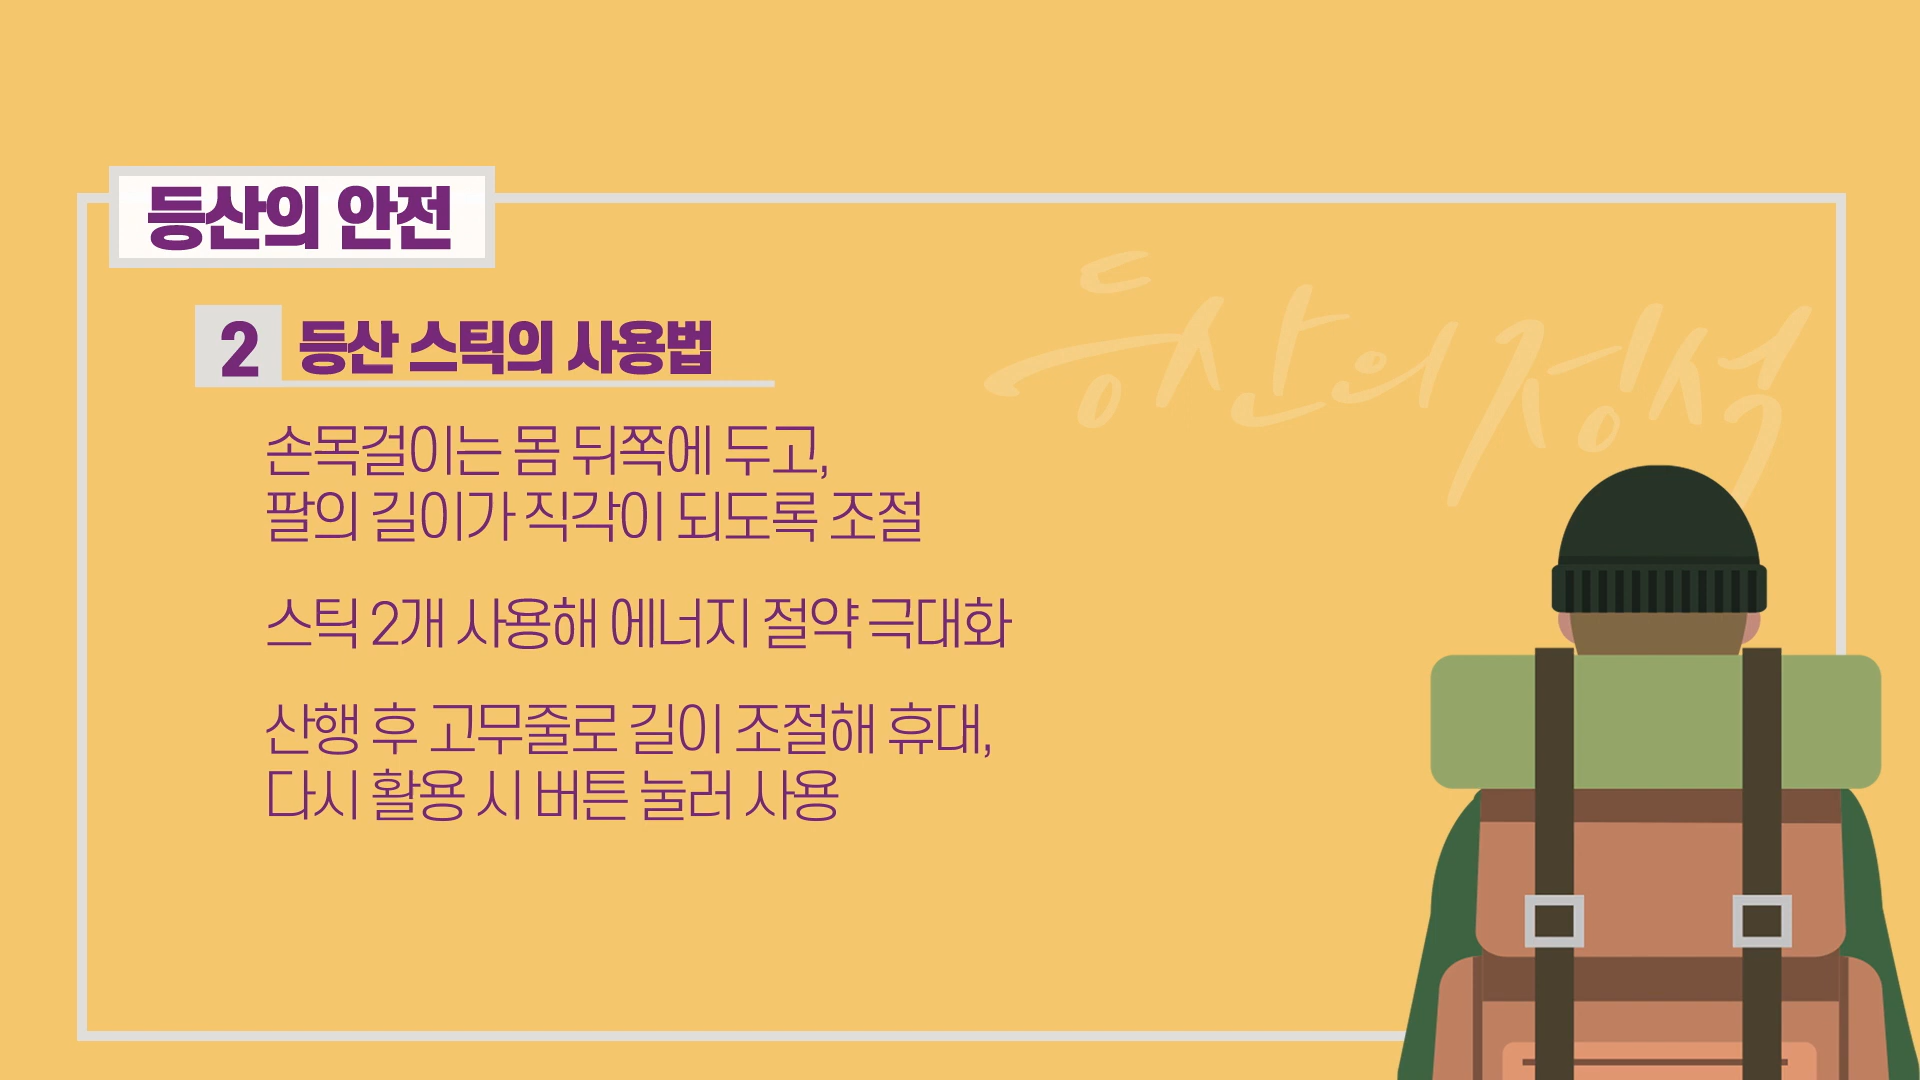 등산의 안전
등산의 정석
2 등산 스틱의 사용법
손목걸이는 몸 뒤쪽에 두고,
팔의 길이가 직각이 되도록 조절
스틱 2개 사용해 에너지 절약 극대화
산행 후 고무줄로 길이 조절해 휴대,
다시 활용 시 버튼 눌러 사용